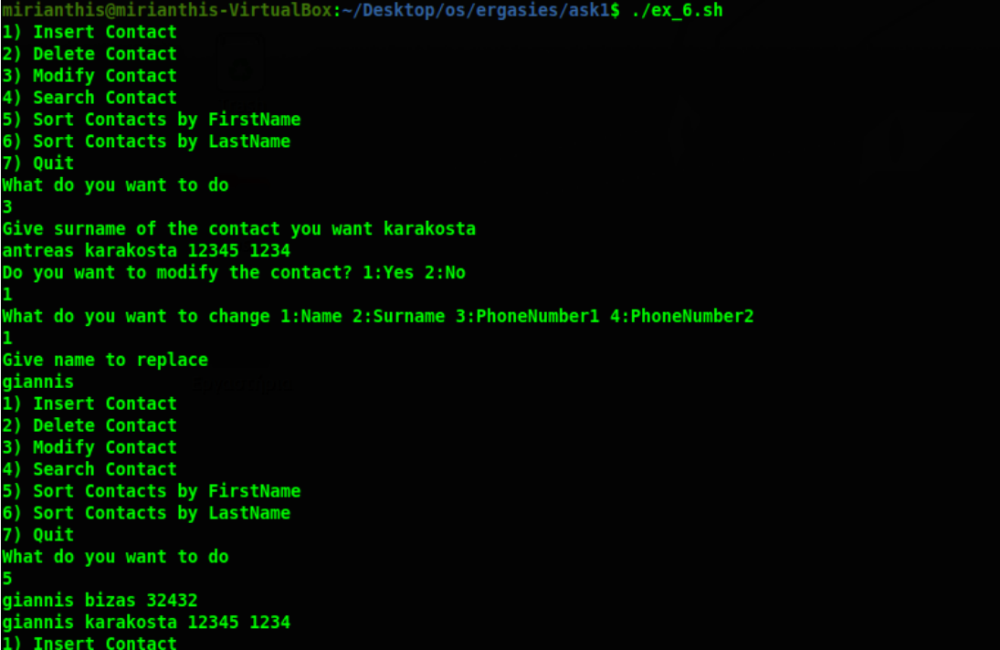 mirianthis@mirianthis-VirtualBox:~/Desktop/os/ergasies/ask1$ ./ex_6.sh
1) Insert Contact
2) Delete Contact
3) Modify Contact
4) Search Contact
5) Sort Contacts by FirstName
6) Sort Contacts by LastName
7) Quit
What do you want to do
3
Give surname of the contact you want karakosta
antreas karakosta 12345 1234
Do you want to modify the contact? 1:Yes 2:No
1
What do you want to change 1:Name 2:Surname 3:PhoneNumber1 4:PhoneNumber2
1
Give name to replace
giannis
1) Insert Contact
2) Delete Contact
3) Modify Contact
4) Search Contact
5) Sort Contacts by FirstName
6) Sort Contacts by LastName
7) Quit
What do you want to do
5
giannis bizas 32432
giannis karakosta 12345 1234
1) Insert Contact